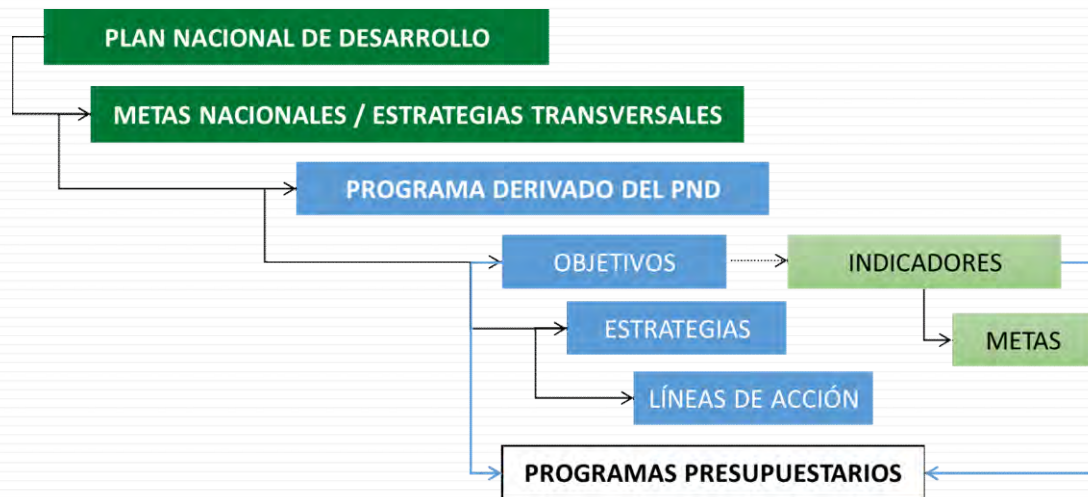 PLAN NACIONAL DE DESARROLLO
METAS NACIONALES / ESTRATEGIAS TRANSVERSALES
PROGRAMA DERIVADO DEL PND
OBJETIVOS
INDICADORES
ESTRATEGIAS
METAS
LÍNEAS DE ACCIÓN
PROGRAMAS PRESUPUESTARIOS